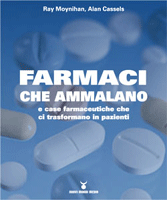 Ray Moynihan, Alan Cassels
FARMACI
CHE AMMALANO
e case farmaceutiche che
ci trasformano in pazienti